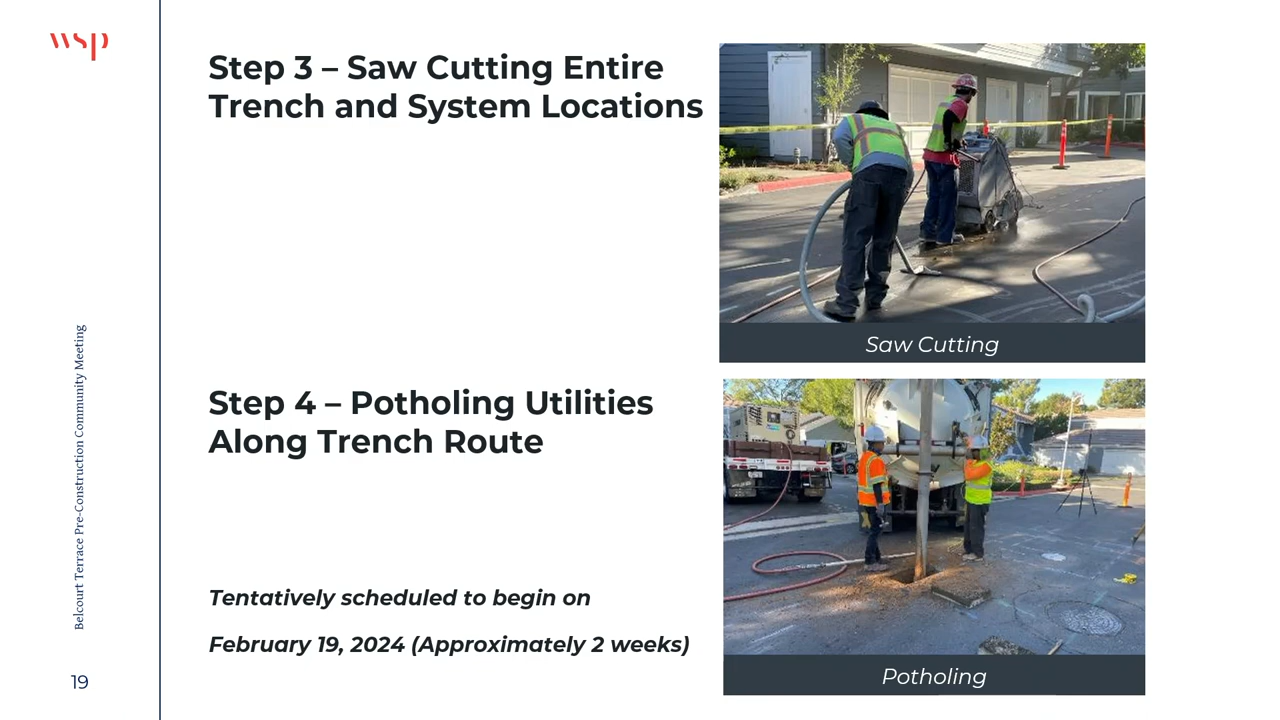 wsp
Step 3 – Saw Cutting Entire
Trench and System Locations
Saw Cutting
Step 4 – Potholing Utilities
Along Trench Route
Tentatively scheduled to begin on
February 19, 2024 (Approximately 2 weeks)
Potholing
Belcourt Terrace Pre-Construction Community Meeting
19